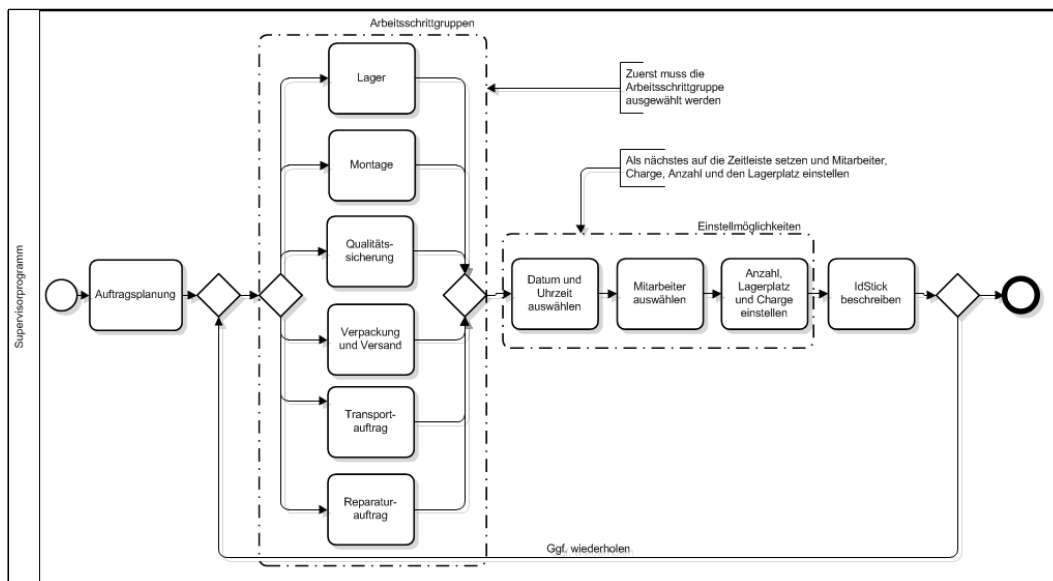 Arbeitsschrittgruppen
Lager
Zuerst muss die
Arbeitsschrittgruppe
ausgewählt werden
Montage
Als nächstes auf die Zeitleiste setzen und Mitarbeiter,
Charge, Anzahl und den Lagerplatz einstellen
Supervisorprogramm
Qualitäts-
sicherung
Einstellmöglichkeiten
Auftragsplanung
Datum und
Uhrzeit
auswählen
Mitarbeiter
auswählen
Anzahl,
Lagerplatz
und Charge
einstellen
IdStick
beschreiben
Verpackung
und Versand
Transport-
auftrag
Reparatur-
auftrag
Ggf. wiederholen